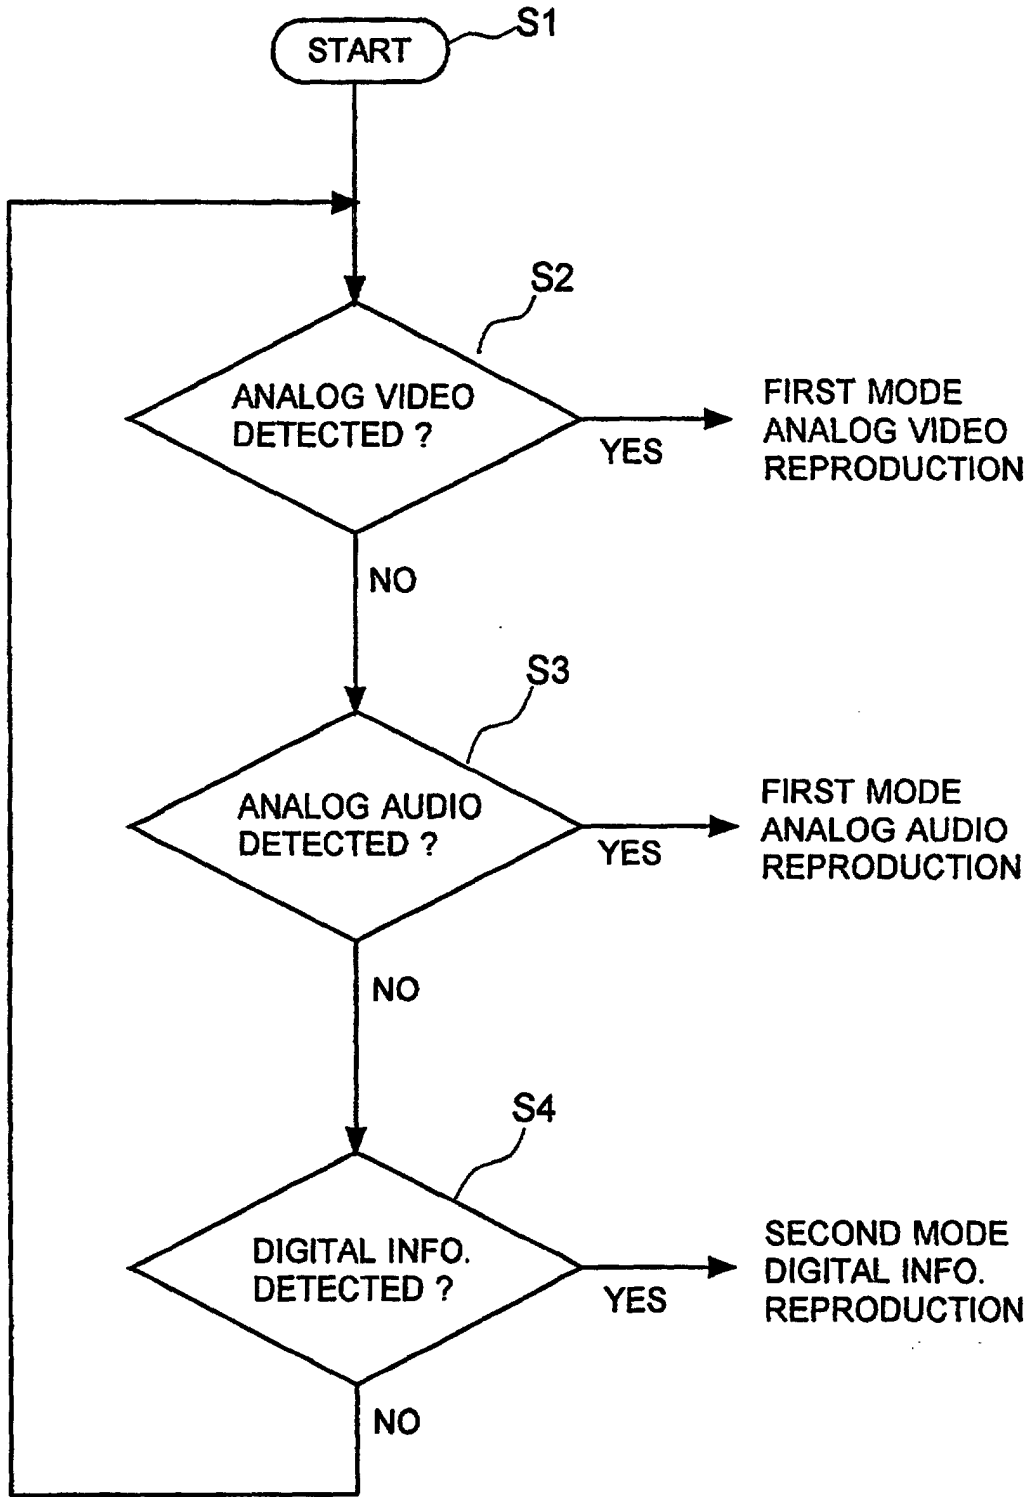 START
S1
S2
ANALOG VIDEO
DETECTED ?
YES
FIRST MODE
ANALOG VIDEO
REPRODUCTION
NO
S3
ANALOG AUDIO
DETECTED ?
YES
FIRST MODE
ANALOG AUDIO
REPRODUCTION
NO
S4
DIGITAL INFO.
DETECTED ?
YES
SECOND MODE
DIGITAL INFO.
REPRODUCTION
NO